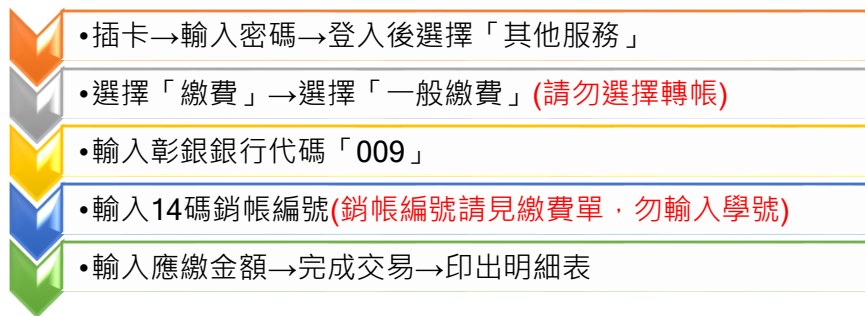 •插卡→輸入密碼→登入後選擇「其他服務」
•選擇「繳費」→選擇「一般繳費」(請勿選擇轉帳)
•輸入彰銀銀行代碼「009」
•輸入14碼銷帳編號(銷帳編號請見繳費單，勿輸入學號)
•輸入應繳金額→完成交易→印出明細表